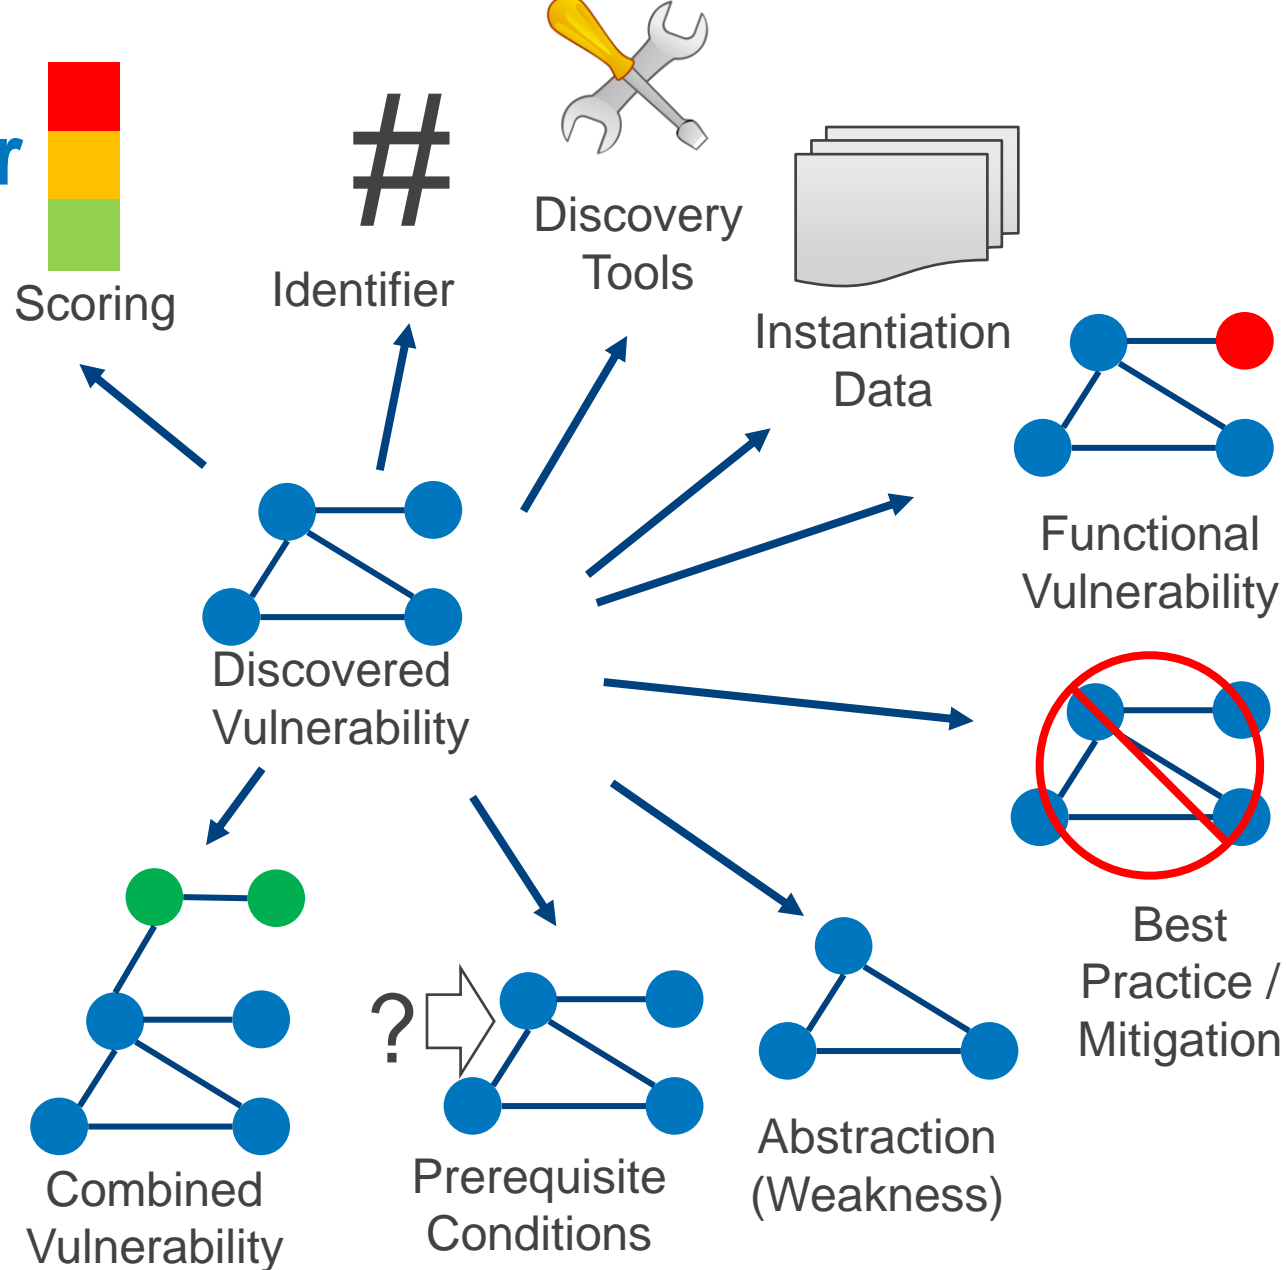 r
Scoring
#
Identifier
Discovery
Tools
Instantiation
Data
Functional
Vulnerability
Discovered
Vulnerability
Best
Practice /
Mitigation
?
Combined
Vulnerability
Prerequisite
Conditions
Abstraction
(Weakness)